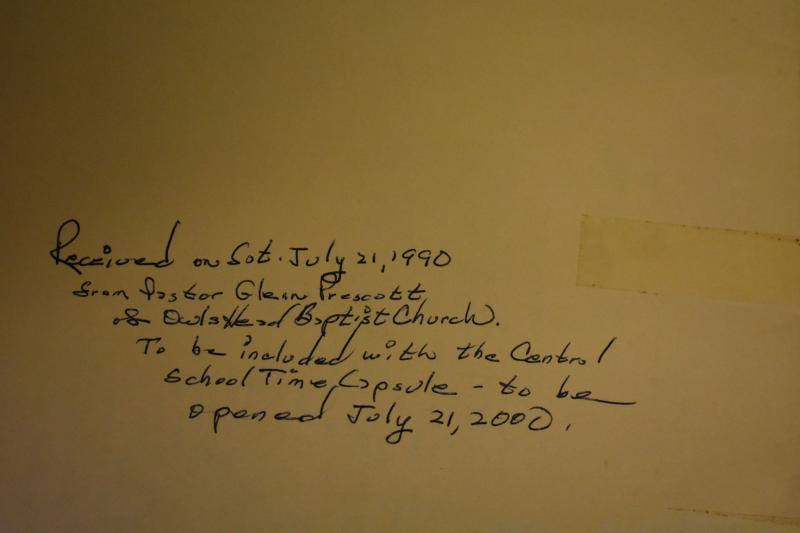 Received on Sat. July 21, 1990
from Pastor Glenn Prescott
of Owls Head Baptist Church.
To be included with the Central
School Time Capsule - to be
opened July 21, 2000.